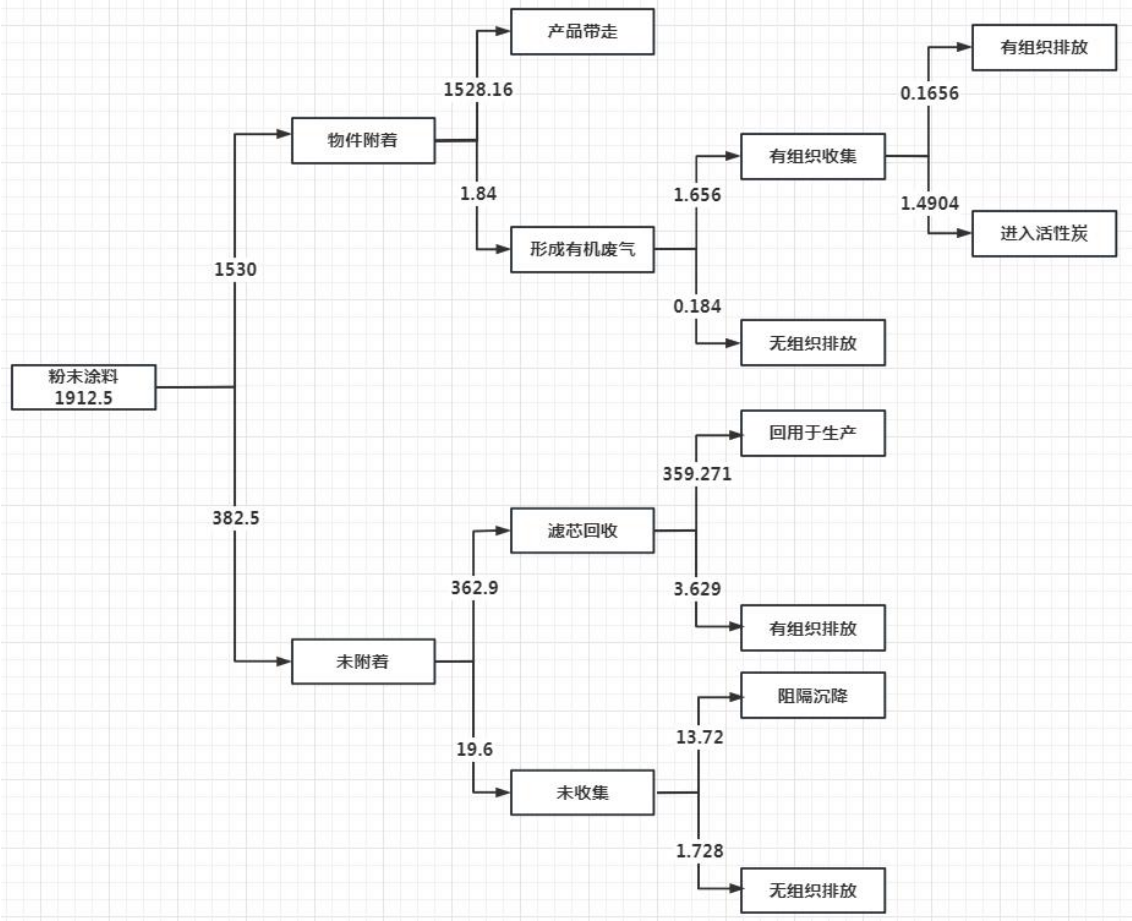 产品带走
有组织排放
1528.16
0.1656
物件附着
有组织收集
1.84
1.656
1.4904
形成有机废气
进入活性炭
1530
0.184
无组织排放
粉末涂料
1912.5
回用于生产
359.271
382.5
滤芯回收
362.9
3.629
有组织排放
未附着
阻隔沉降
19.6
13.72
未收集
1.728
无组织排放